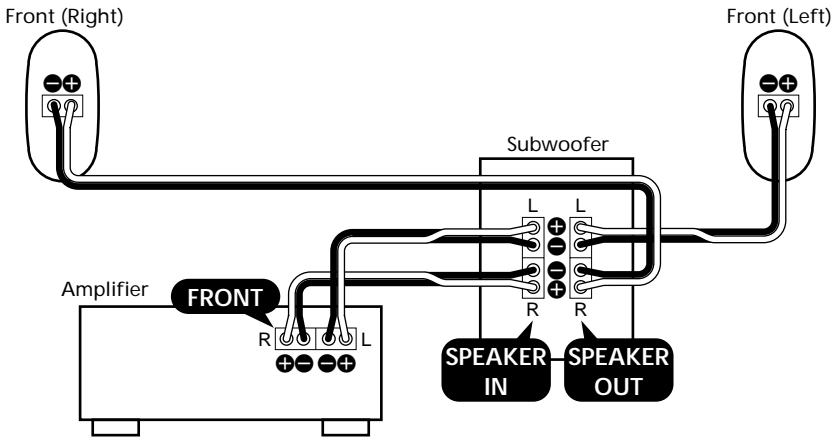 Front (Right)
Front (Left)
Subwoofer
L L
Amplifier
FRONT
R L
R R
SPEAKER
IN
SPEAKER
OUT